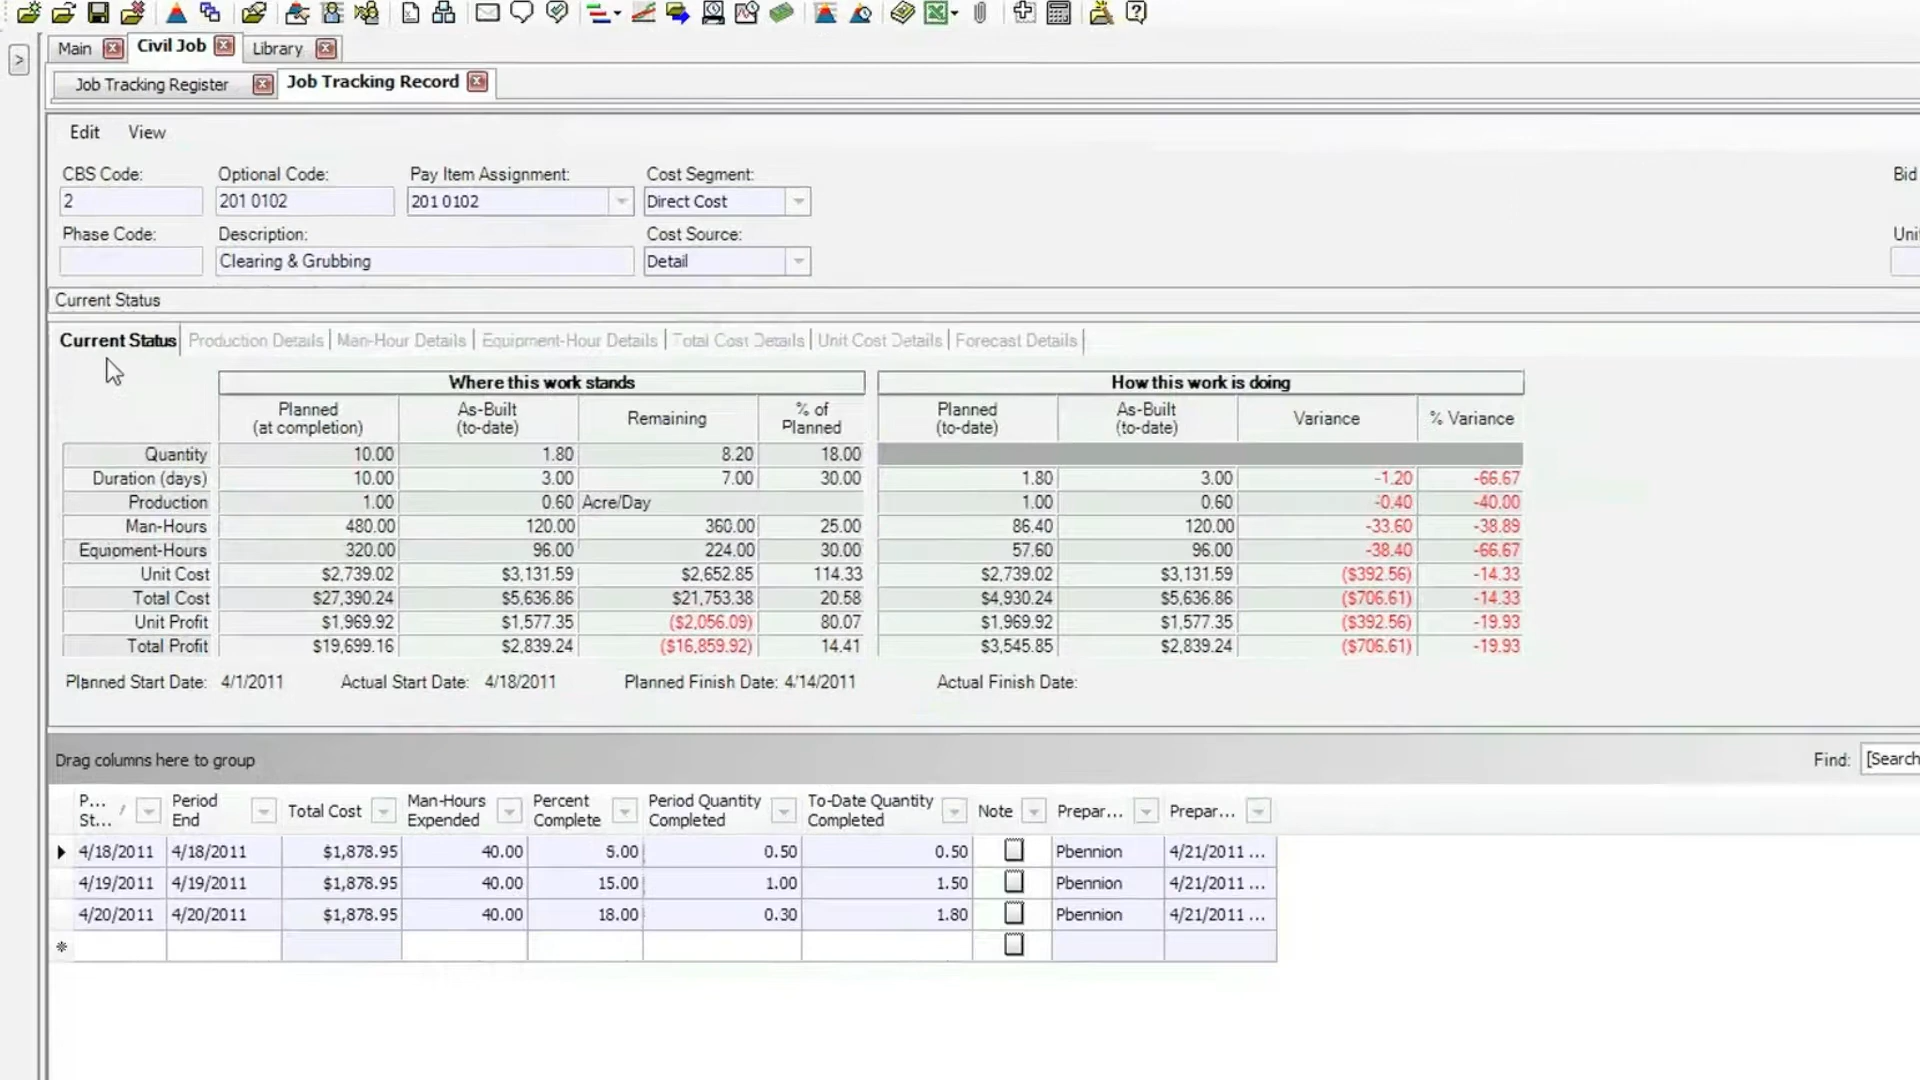 >
Main Civil Job Library
Job Tracking Register Job Tracking Record
Edit View
CBS Code: Optional Code: Pay Item Assignment: Cost Segment: Bid
2 201 0102 201 0102 Direct Cost
Phase Code: Description: Cost Source: Uni
Clearing & Grubbing Detail
Current Status
Current Status Production Details Man-Hour Details Equipment-Hour Details Total Cost Details Unit Cost Details Forecast Details
Where this work stands How this work is doing
Planned (at completion) As-Built (to-date) Remaining % of Planned Planned (to-date) As-Built (to-date) Variance % Variance
Quantity 10.00 1.80 8.20 18.00
Duration (days) 10.00 3.00 7.00 30.00 1.80 3.00 -1.20 -66.67
Production 1.00 0.60 Acre/Day 1.00 0.60 -0.40 -40.00
Man-Hours 480.00 120.00 360.00 25.00 86.40 120.00 -33.60 -38.89
Equipment-Hours 320.00 96.00 224.00 30.00 57.60 96.00 -38.40 -66.67
Unit Cost $2,739.02 $3,131.59 $2,652.85 114.33 $2,739.02 $3,131.59 ($392.56) -14.33
Total Cost $27,390.24 $5,636.86 $21,753.38 20.58 $4,930.24 $5,636.86 ($706.61) -14.33
Unit Profit $1,969.92 $1,577.35 ($2,056.09) 80.07 $1,969.92 $1,577.35 ($392.56) -19.93
Total Profit $19,699.16 $2,839.24 ($16,859.92) 14.41 $3,545.85 $2,839.24 ($706.61) -19.93
Planned Start Date: 4/1/2011 Actual Start Date: 4/18/2011 Planned Finish Date: 4/14/2011 Actual Finish Date:
Drag columns here to group Find: [Search
P... St... Period End Total Cost Man-Hours Expended Percent Complete Period Quantity Completed To-Date Quantity Completed Note Prepar... Prepar...
4/18/2011 4/18/2011 $1,878.95 40.00 5.00 0.50 0.50 Pbennion 4/21/2011 ...
4/19/2011 4/19/2011 $1,878.95 40.00 15.00 1.00 1.50 Pbennion 4/21/2011 ...
4/20/2011 4/20/2011 $1,878.95 40.00 18.00 0.30 1.80 Pbennion 4/21/2011 ...